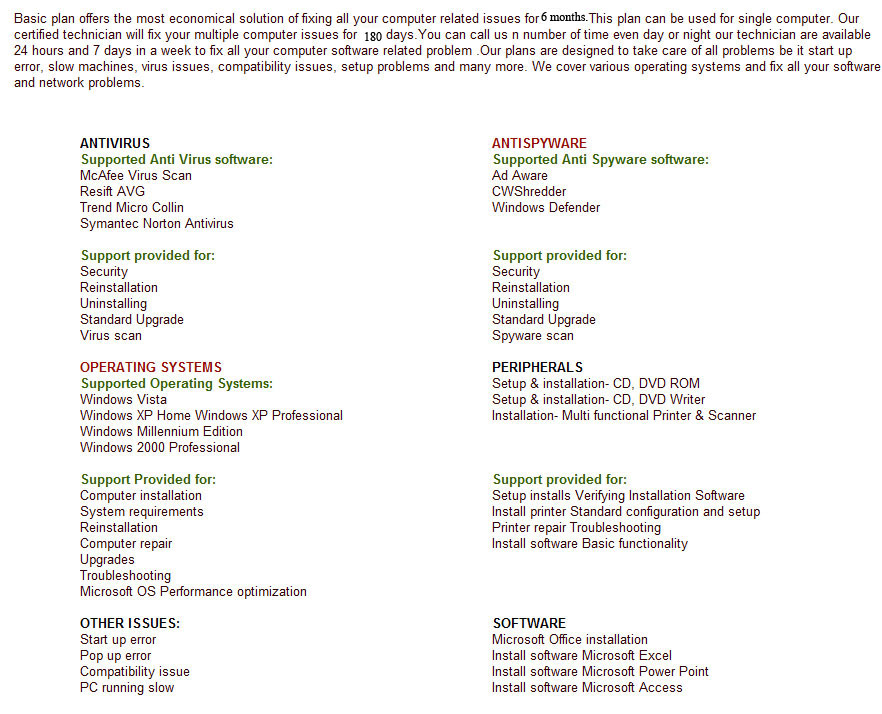 Basic plan offers the most economical solution of fixing all your computer related issues for 6 months.This plan can be used for single computer. Our
certified technician will fix your multiple computer issues for 180 days.You can call us n number of time even day or night our technician are available
24 hours and 7 days in a week to fix all your computer software related problem .Our plans are designed to take care of all problems be it start up
error, slow machines, virus issues, compatibility issues, setup problems and many more. We cover various operating systems and fix all your software
and network problems.
ANTIVIRUS
Supported Anti Virus software:
McAfee Virus Scan
Resift AVG
Trend Micro Collin
Symantec Norton Antivirus
Support provided for:
Security
Reinstallation
Uninstalling
Standard Upgrade
Virus scan
ANTISPYWARE
Supported Anti Spyware software:
Ad Aware
CWShredder
Windows Defender
Support provided for:
Security
Reinstallation
Uninstalling
Standard Upgrade
Spyware scan
OPERATING SYSTEMS
Supported Operating Systems:
Windows Vista
Windows XP Home Windows XP Professional
Windows Millennium Edition
Windows 2000 Professional
Support Provided for:
Computer installation
System requirements
Reinstallation
Computer repair
Upgrades
Troubleshooting
Microsoft OS Performance optimization
PERIPHERALS
Setup & installation- CD, DVD ROM
Setup & installation- CD, DVD Writer
Installation- Multi functional Printer & Scanner
Support provided for:
Setup installs Verifying Installation Software
Install printer Standard configuration and setup
Printer repair Troubleshooting
Install software Basic functionality
OTHER ISSUES:
Start up error
Pop up error
Compatibility issue
PC running slow
SOFTWARE
Microsoft Office installation
Install software Microsoft Excel
Install software Microsoft Power Point
Install software Microsoft Access